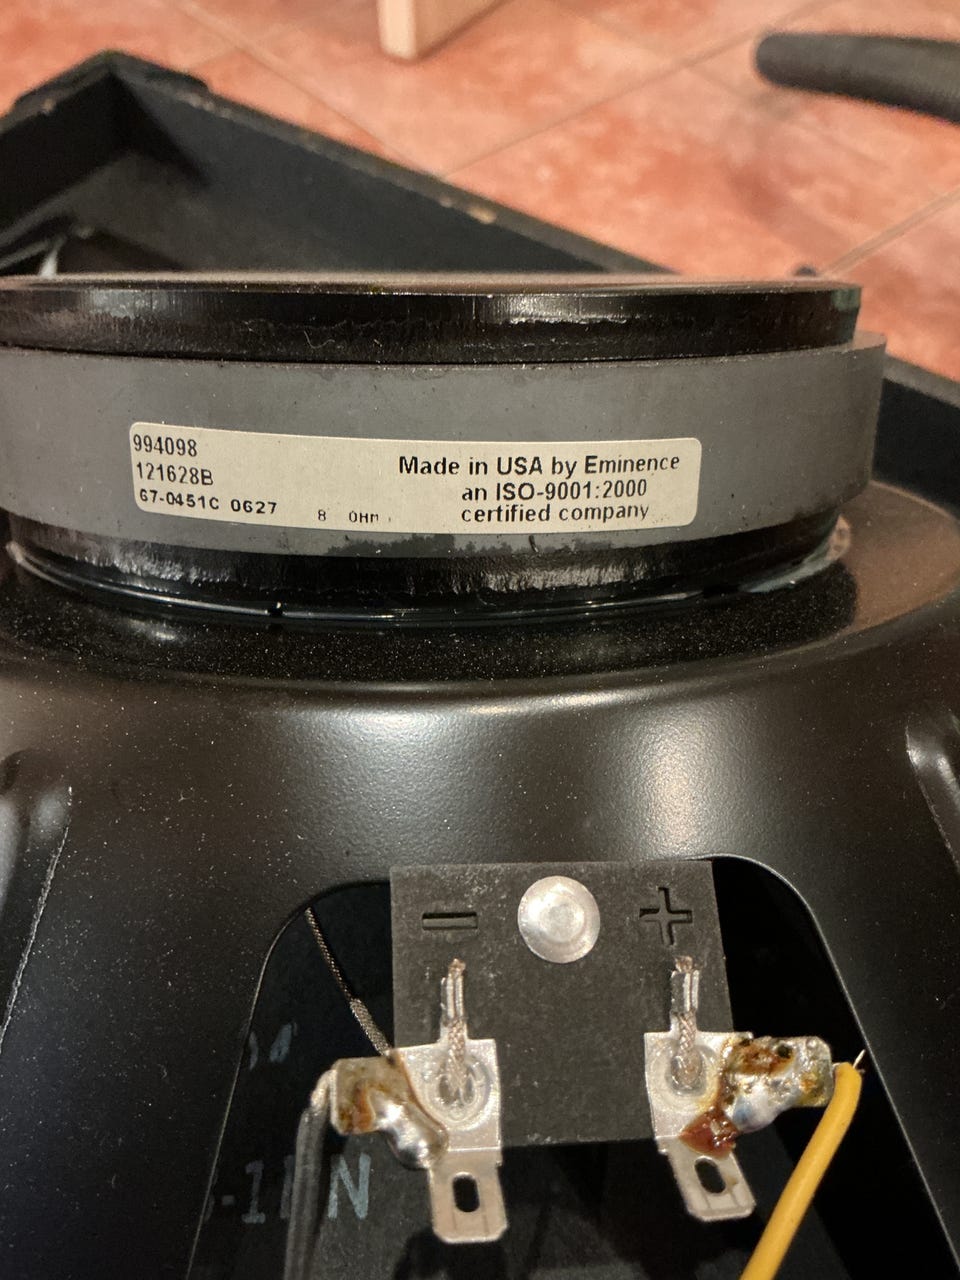 994098
121628B
67-0451C 0627
8 OHM
Made in USA by Eminence
an ISO-9001:2000
certified company
- +
N